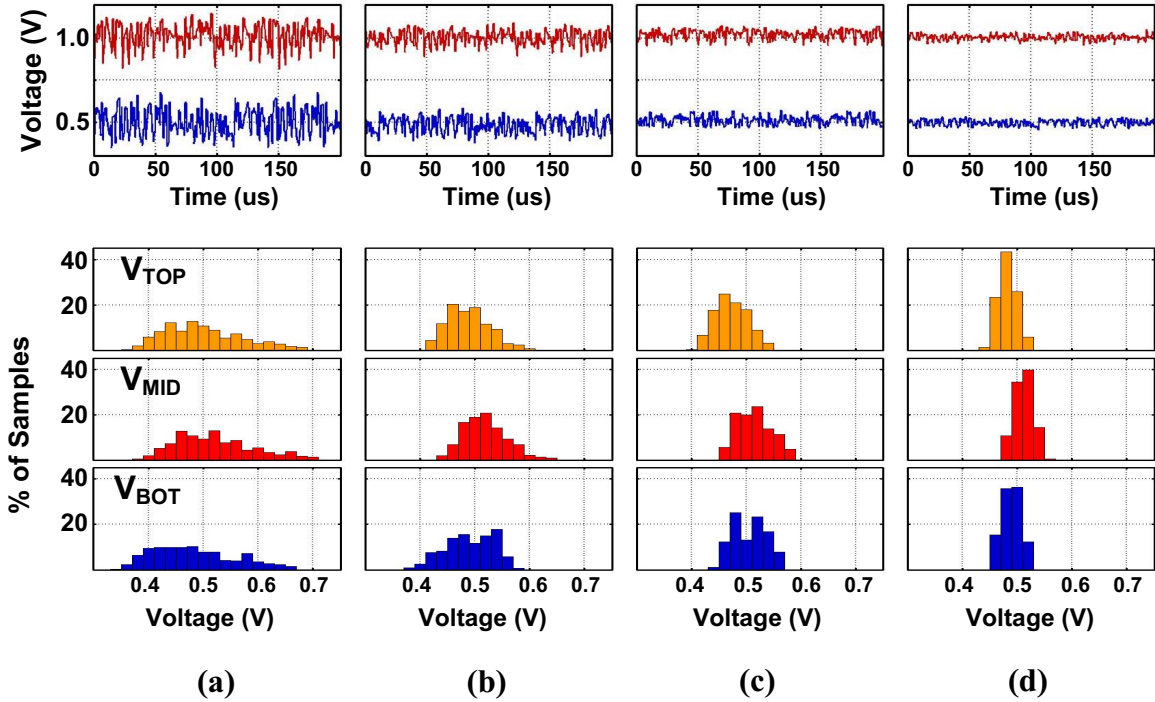 Voltage (V)
1.0
0.5
0 50 100 150
0 50 100 150
0 50 100 150
0 50 100 150
Time (us) Time (us) Time (us) Time (us)
% of Samples
40
20
V_TOP
40
20
V_MID
40
20
V_BOT
0.4 0.5 0.6 0.7
0.4 0.5 0.6 0.7
0.4 0.5 0.6 0.7
0.4 0.5 0.6 0.7
Voltage (V) Voltage (V) Voltage (V) Voltage (V)
(a) (b) (c) (d)